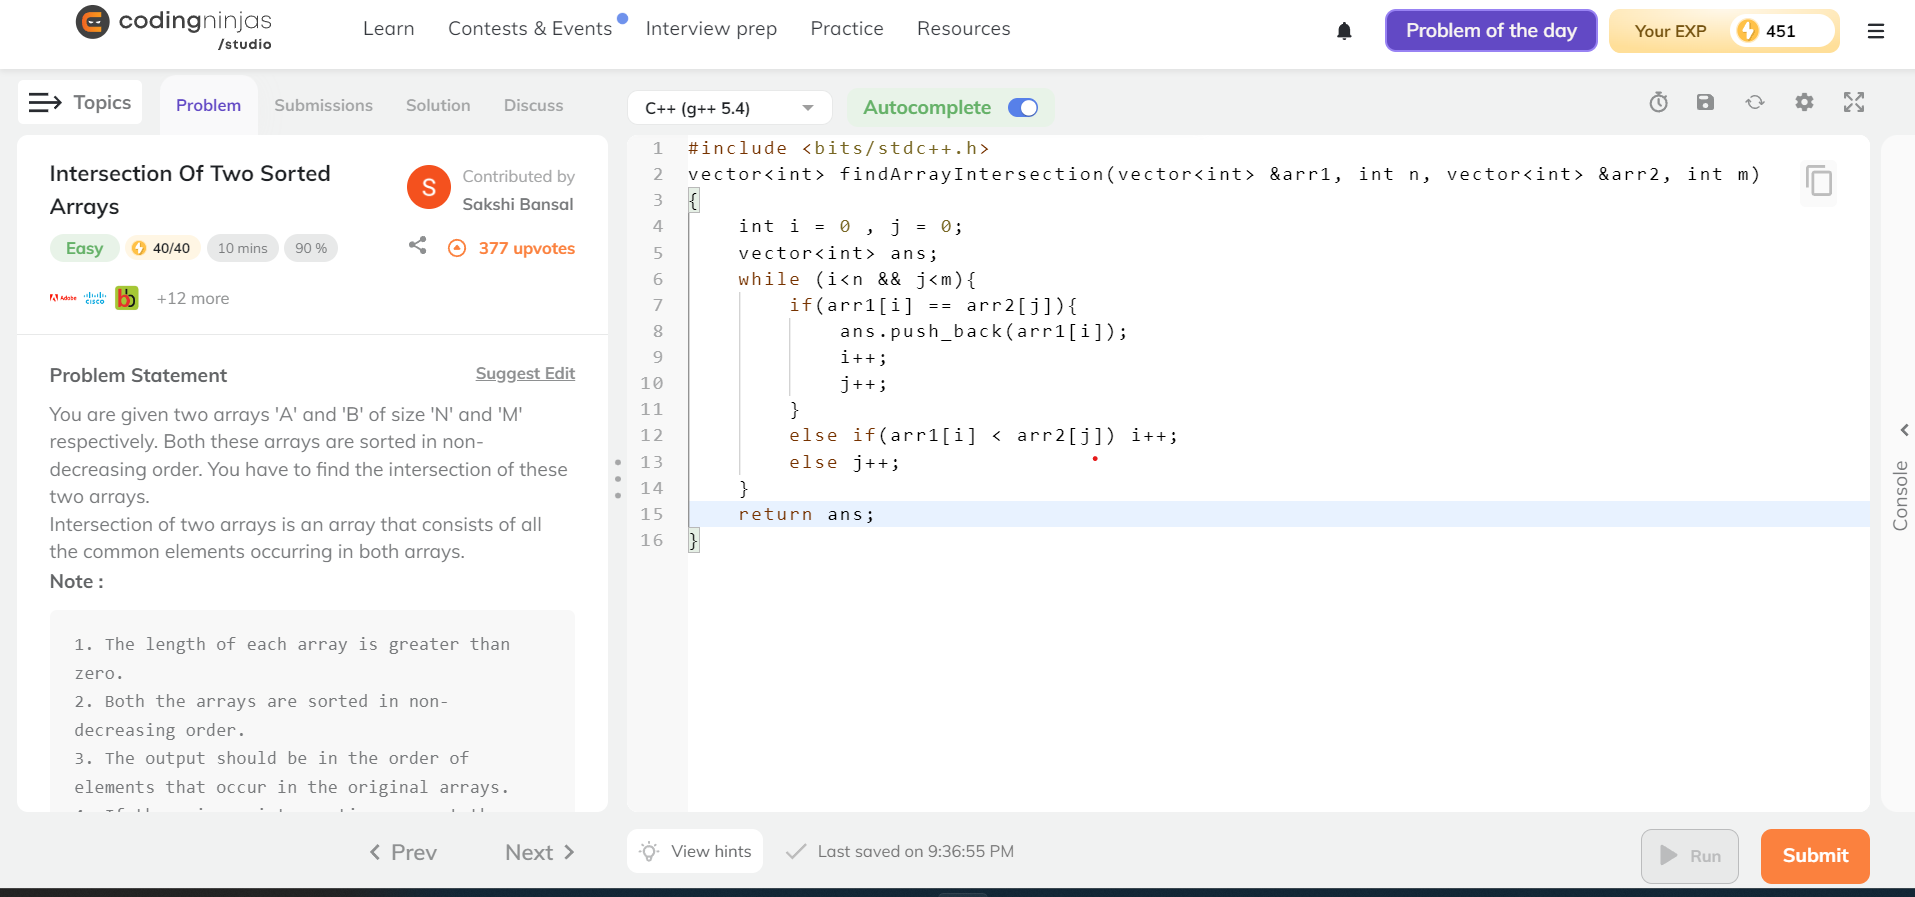 codingninjas
/studio
Learn
Contests & Events
Interview prep
Practice
Resources
Problem of the day
Your EXP
451
Topics
Problem
Submissions
Solution
Discuss
C++ (g++ 5.4)
Autocomplete
Intersection Of Two Sorted
Arrays
S
Contributed by
Sakshi Bansal
Easy
40/40
10 mins
90 %
377 upvotes
Adobe
CISCO
bb
+12 more
Problem Statement
Suggest Edit
You are given two arrays 'A' and 'B' of size 'N' and 'M'
respectively. Both these arrays are sorted in non-
decreasing order. You have to find the intersection of these
two arrays.
Intersection of two arrays is an array that consists of all
the common elements occurring in both arrays.
Note :
1. The length of each array is greater than
zero.
2. Both the arrays are sorted in non-
decreasing order.
3. The output should be in the order of
elements that occur in the original arrays.
1 #include <bits/stdc++.h>
2 vector<int> findArrayIntersection(vector<int> &arr1, int n, vector<int> &arr2, int m)
3 {
4     int i = 0 , j = 0;
5     vector<int> ans;
6     while (i<n && j<m){
7         if(arr1[i] == arr2[j]){
8             ans.push_back(arr1[i]);
9             i++;
10             j++;
11         }
12         else if(arr1[i] < arr2[j]) i++;
13         else j++;
14     }
15     return ans;
16 }
Console
Prev
Next
View hints
Last saved on 9:36:55 PM
Run
Submit